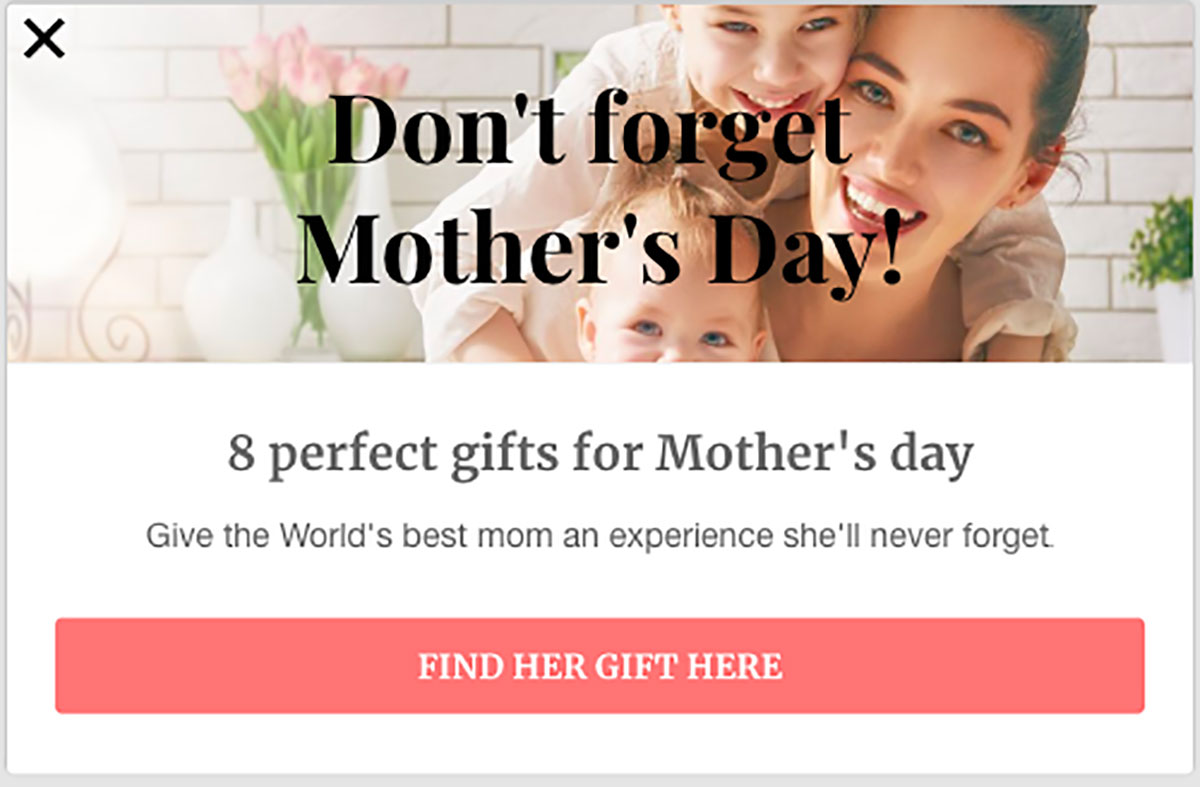 Don't forget
Mother's Day!
8 perfect gifts for Mother's day
Give the World's best mom an experience she'll never forget.
FIND HER GIFT HERE